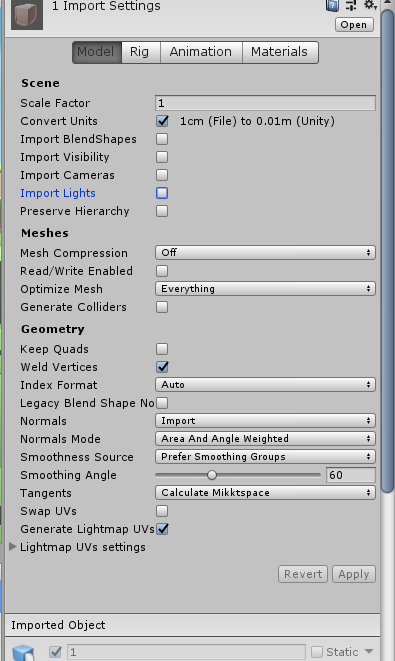 1 Import Settings
Open
Model Rig Animation Materials
Scene
Scale Factor 1
Convert Units 1cm (File) to 0.01m (Unity)
Import BlendShapes
Import Visibility
Import Cameras
Import Lights
Preserve Hierarchy
Meshes
Mesh Compression Off
Read/Write Enabled
Optimize Mesh Everything
Generate Colliders
Geometry
Keep Quads
Weld Vertices
Index Format Auto
Legacy Blend Shape No
Normals Import
Normals Mode Area And Angle Weighted
Smoothness Source Prefer Smoothing Groups
Smoothing Angle 60
Tangents Calculate Mikktspace
Swap UVs
Generate Lightmap UVs
Lightmap UVs settings
Revert Apply
Imported Object
1 Static